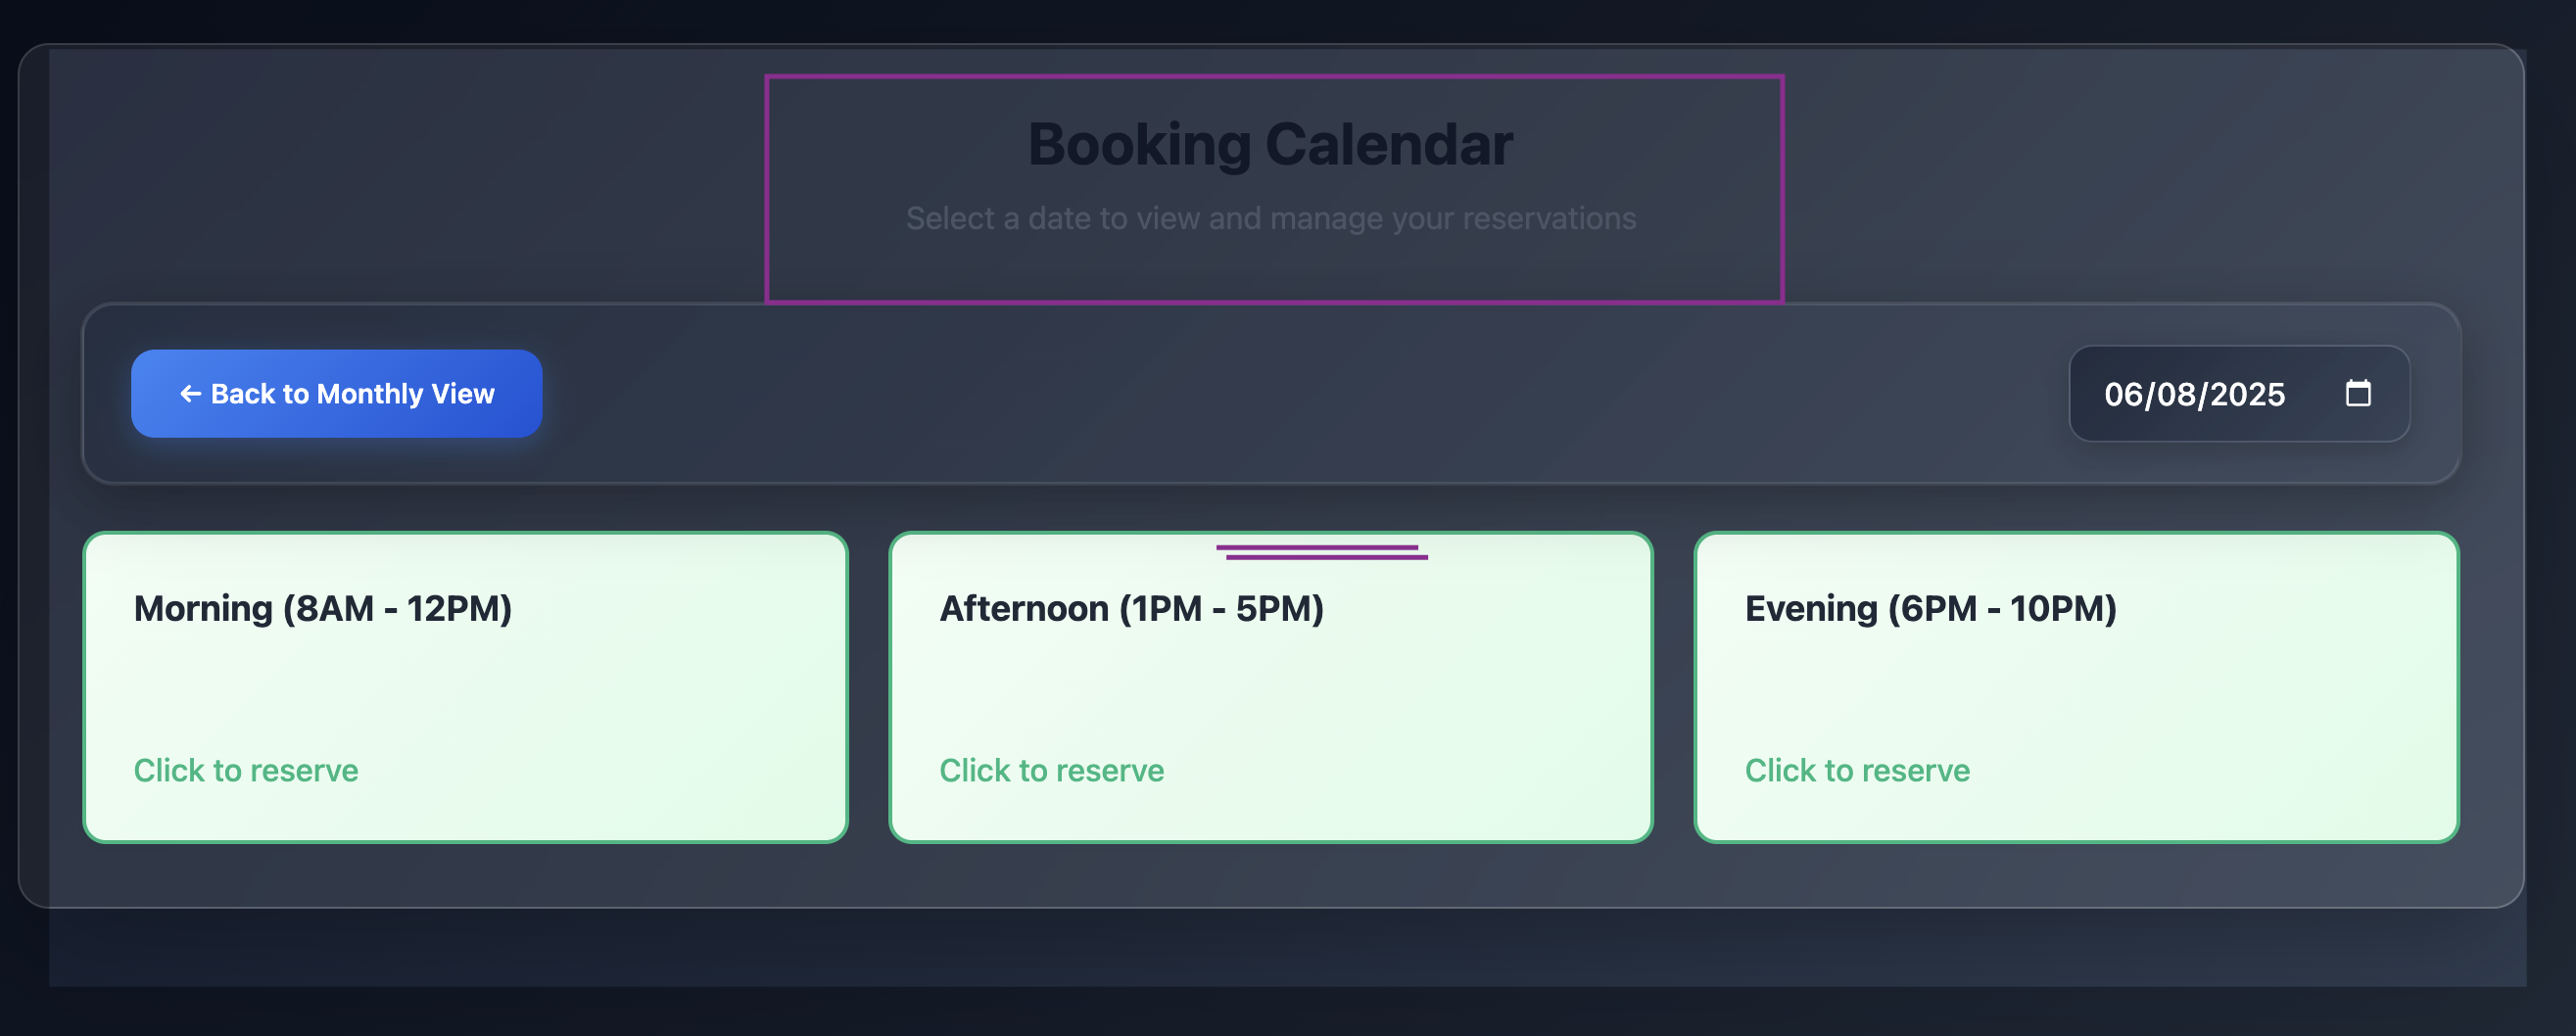 Booking Calendar
Select a date to view and manage your reservations
← Back to Monthly View
06/08/2025
Morning (8AM - 12PM)
Click to reserve
Afternoon (1PM - 5PM)
Click to reserve
Evening (6PM - 10PM)
Click to reserve